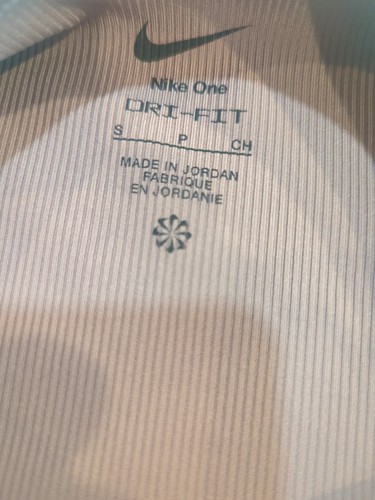 Nike One
DRI-FIT
S P CH
MADE IN JORDAN
FABRIQUE
EN JORDANIE